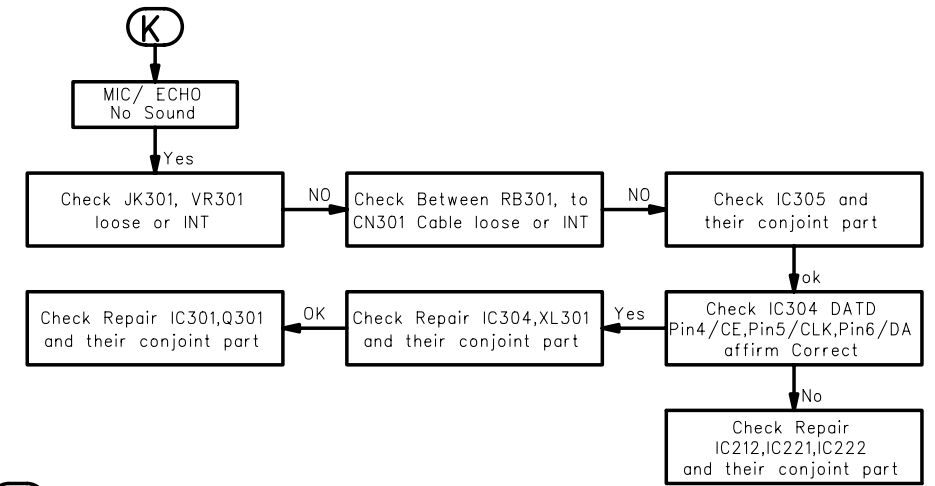 K
MIC/ ECHO
No Sound
Yes
Check JK301, VR301
loose or INT
NO
Check Between RB301, to
CN301 Cable loose or INT
NO
Check IC305 and
their conjoint part
ok
Check IC304 DATD
Pin4/CE,Pin5/CLK,Pin6/DA
affirm Correct
Yes
Check Repair IC304,XL301
and their conjoint part
OK
Check Repair IC301,Q301
and their conjoint part
No
Check Repair
IC212,IC221,IC222
and their conjoint part